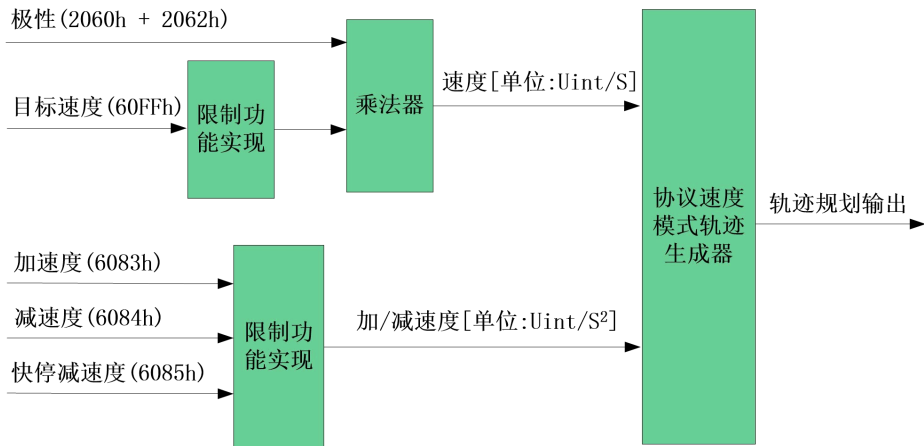 极性(2060h + 2062h)
目标速度(60FFh)
限制功
能实现
乘法器
速度[单位:Uint/S]
协议速度
模式轨迹
生成器
轨迹规划输出
加速度(6083h)
减速度(6084h)
快停减速度(6085h)
限制功
能实现
加/减速度[单位:Uint/S²]